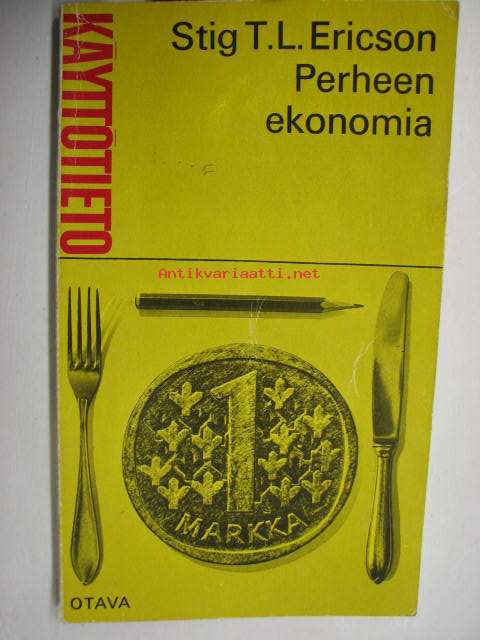 KÄYTTÖTIETO
Stig T.L. Ericson
Perheen
ekonomia
Antikvariaatti.net
1
MARKKA
OTAVA